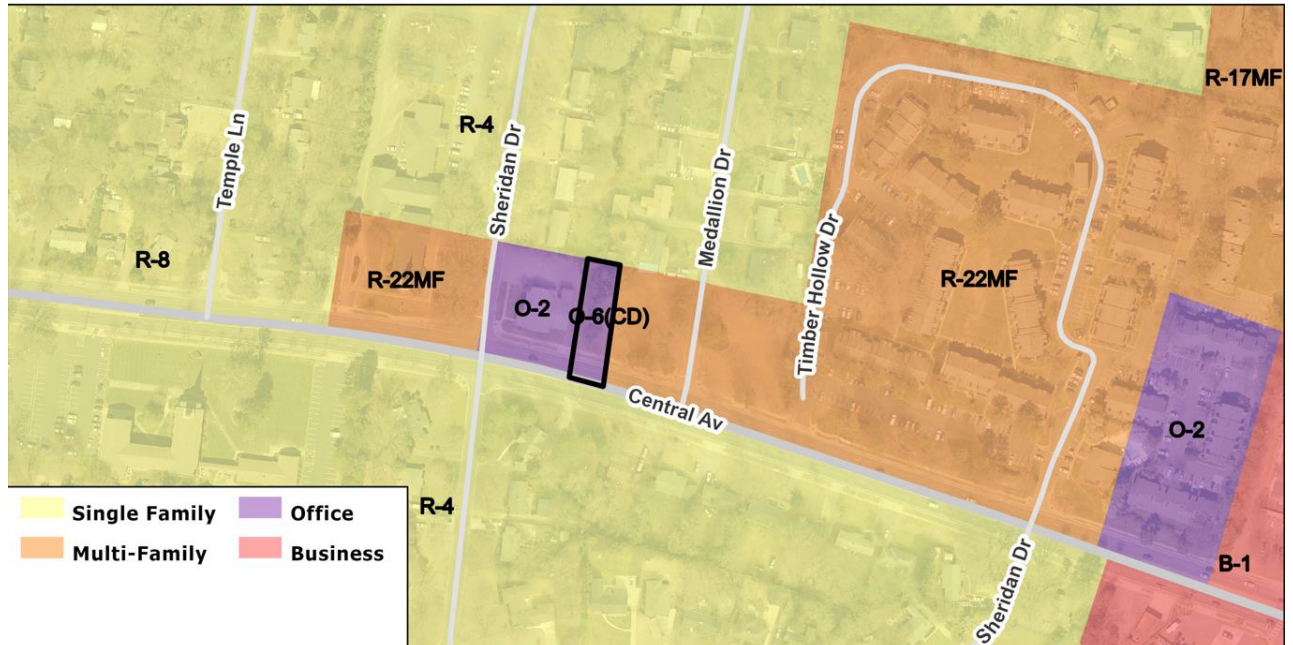 R-17MF
R-4
Temple Ln
Sheridan Dr
Medallion Dr
R-8
R-22MF
O-2
O-6(CD)
Timber Hollow Dr
R-22MF
Central Av
O-2
R-4
Single Family
Office
Multi-Family
Business
B-1
Sheridan Dr